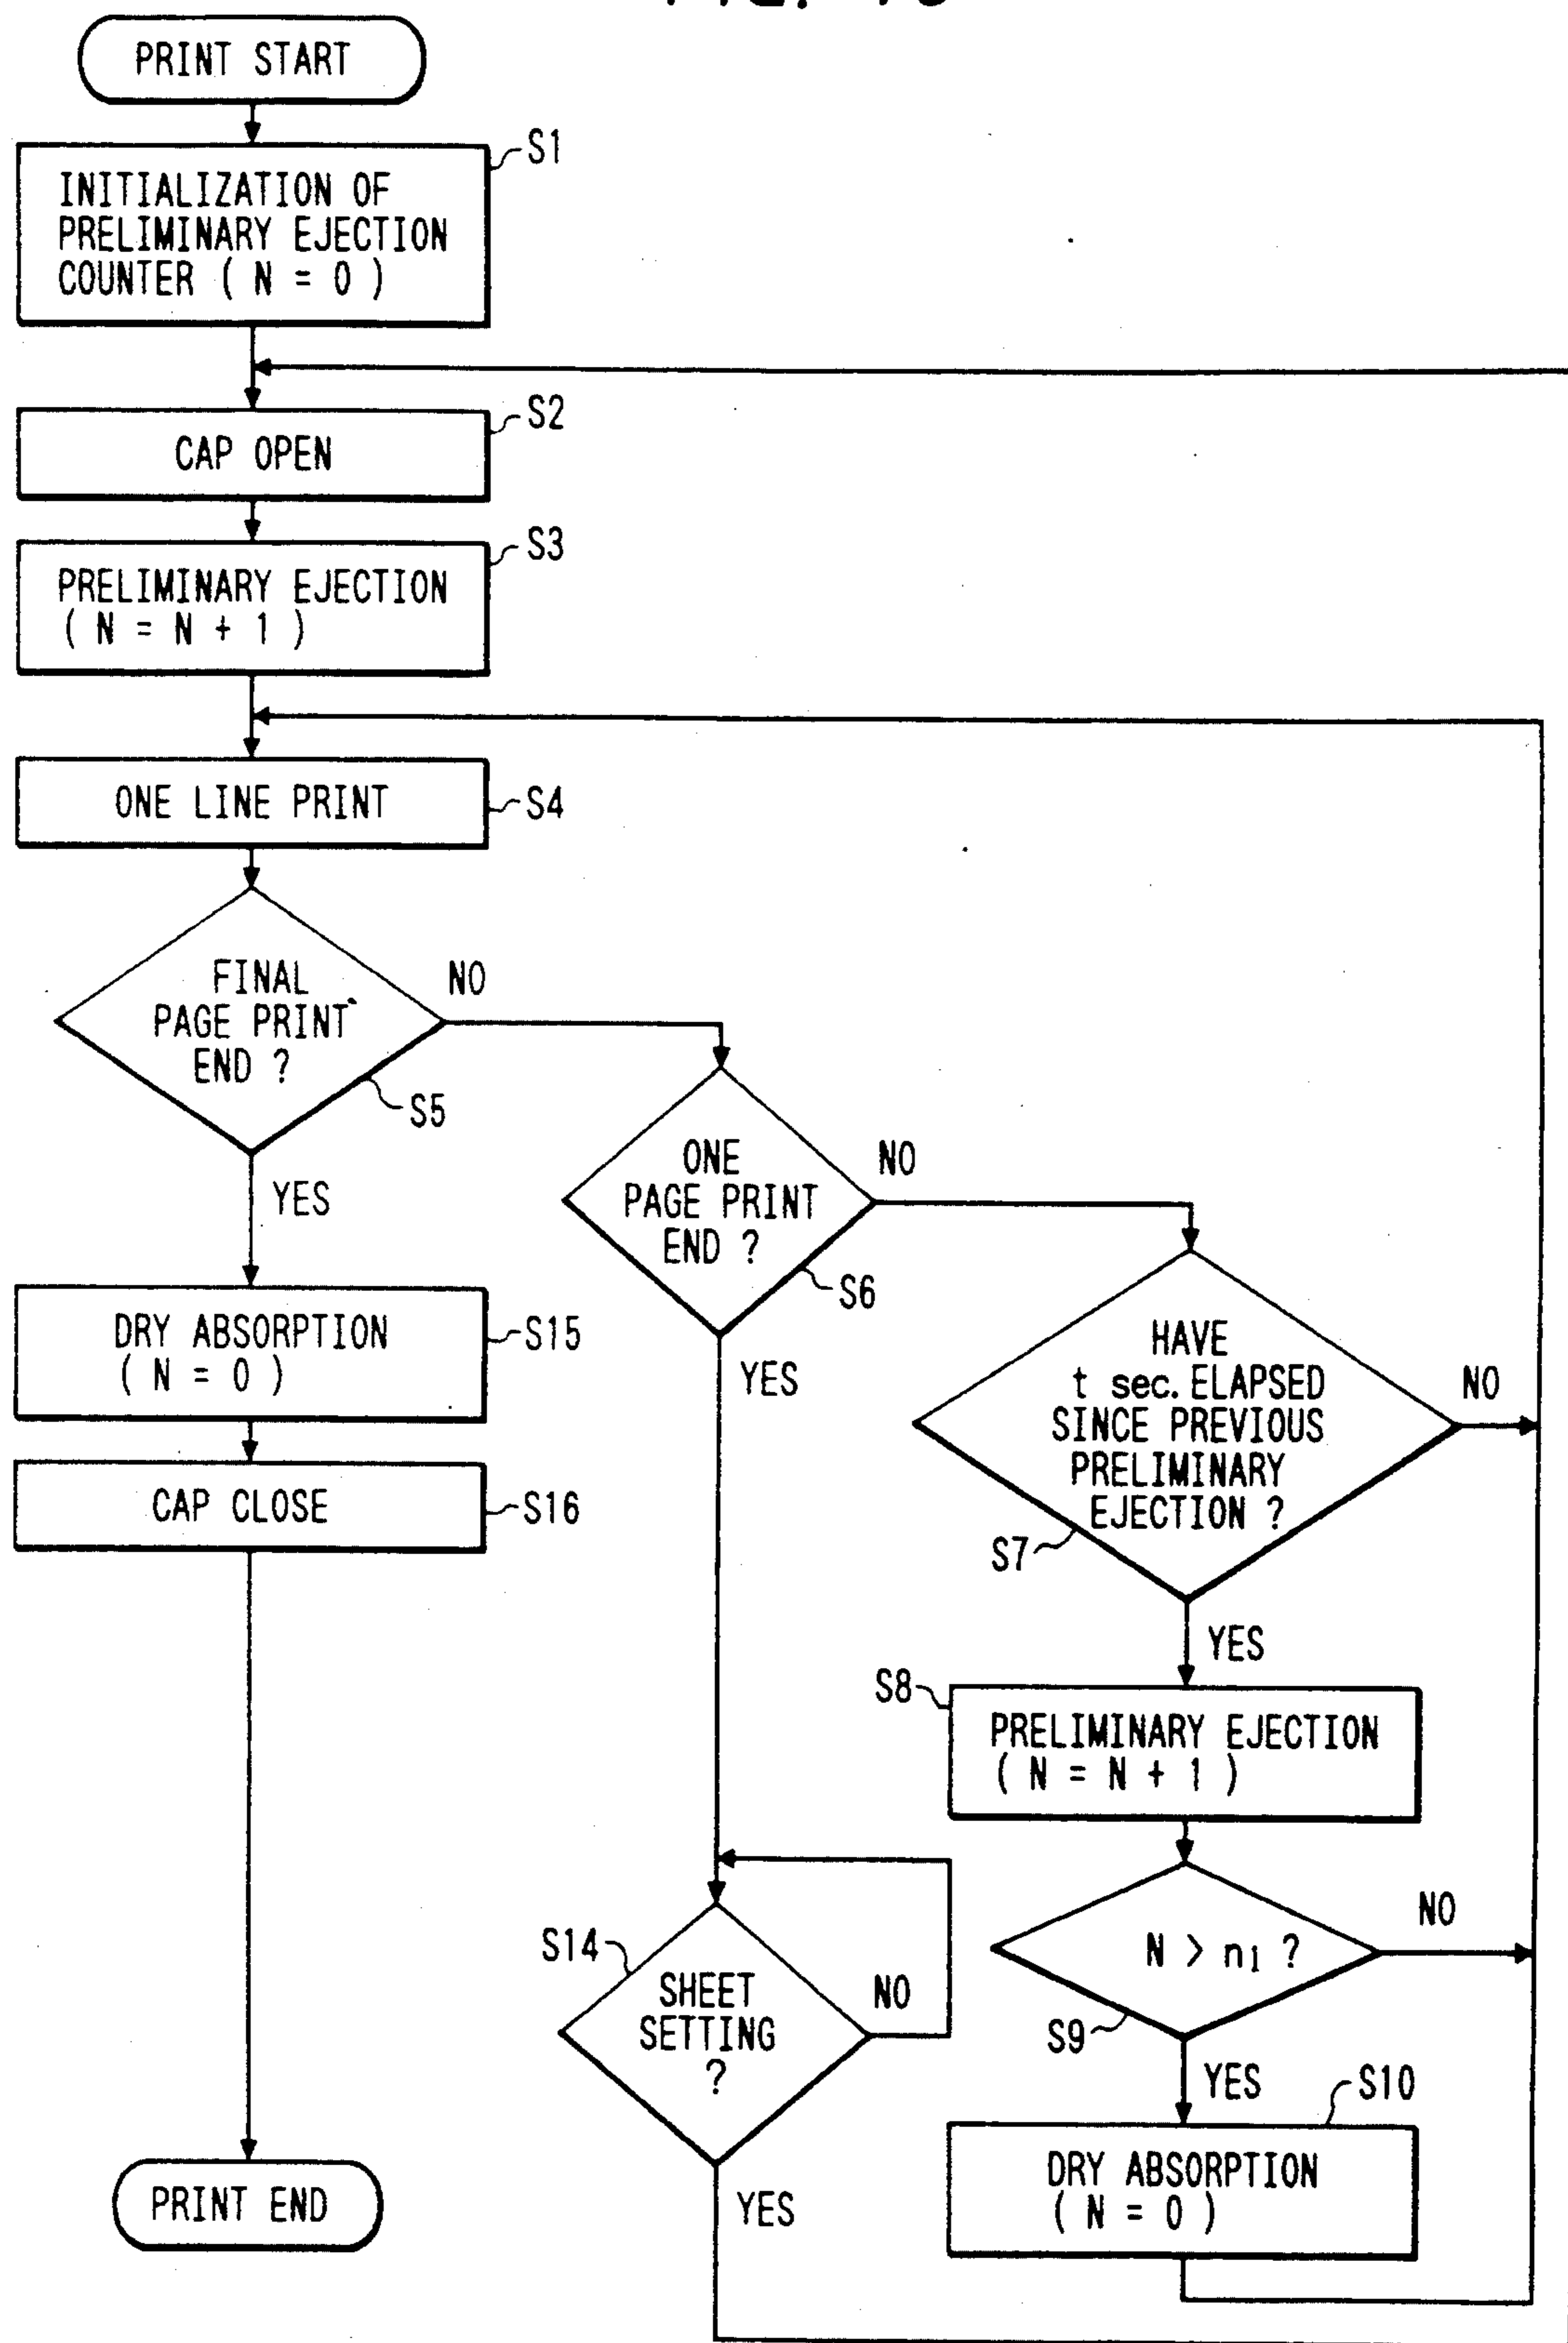 PRINT START
S1
INITIALIZATION OF
PRELIMINARY EJECTION
COUNTER ( N = 0 )
S2
CAP OPEN
S3
PRELIMINARY EJECTION
( N = N + 1 )
ONE LINE PRINT
S4
FINAL
PAGE PRINT
END ?
NO
S5
YES
ONE
PAGE PRINT
END ?
NO
S6
YES
DRY ABSORPTION
( N = 0 )
S15
CAP CLOSE
S16
HAVE
t sec. ELAPSED
SINCE PREVIOUS
PRELIMINARY
EJECTION ?
NO
S7
YES
S8
PRELIMINARY EJECTION
( N = N + 1 )
N > n1 ?
NO
S9
YES
S10
DRY ABSORPTION
( N = 0 )
S14
SHEET
SETTING
?
NO
YES
PRINT END